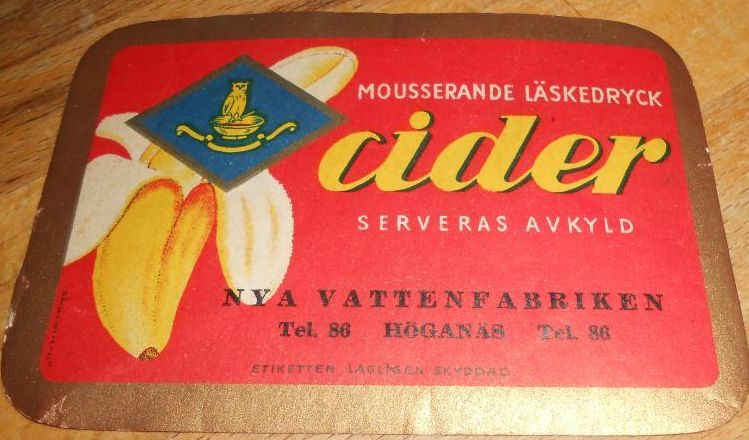 MOUSSERANDE LÄSKEDRYCK
cider
SERVERAS AVKYLD
NYA VATTENFABRIKEN
Tel. 86 HÖGANÄS Tel. 86
ETIKETTEN LAGLIGEN SKYDDAD